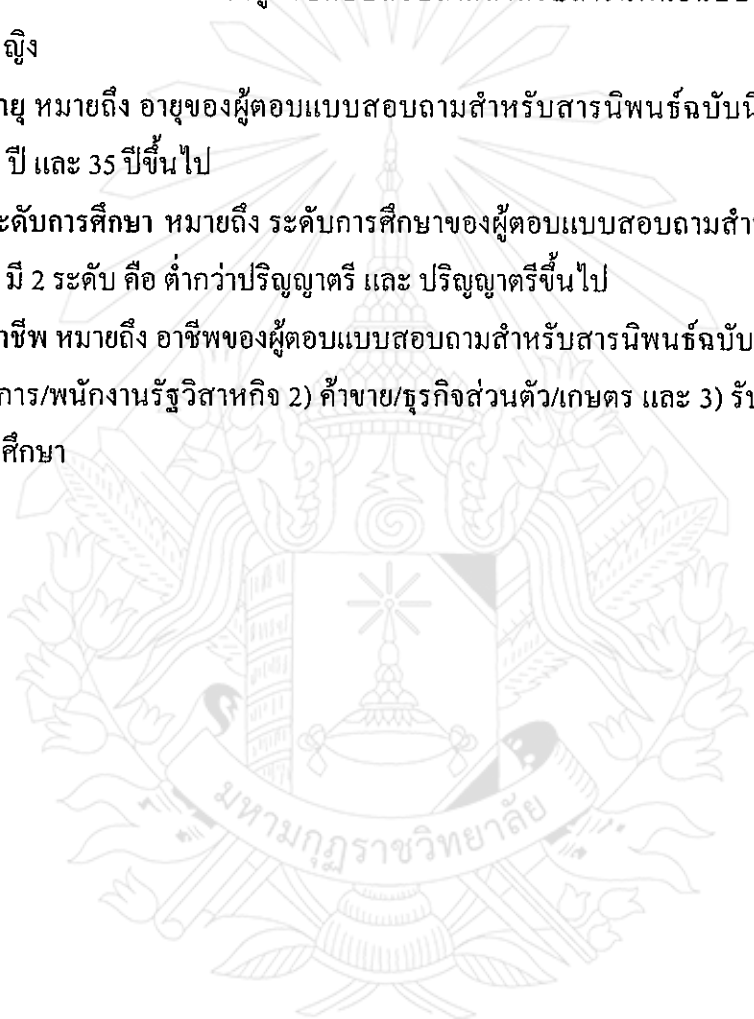 ญิง
ายุ หมายถึง อายุของผู้ตอบแบบสอบถามสำหรับสารนิพนธ์ฉบับนี
ปี และ 35 ปีขึ้นไป
ะดับการศึกษา หมายถึง ระดับการศึกษาของผู้ตอบแบบสอบถามสำห
มี 2 ระดับ คือ ต่ำกว่าปริญญาตรี และ ปริญญาตรีขึ้นไป
าชีพ หมายถึง อาชีพของผู้ตอบแบบสอบถามสำหรับสารนิพนธ์ฉบับ
การ/พนักงานรัฐวิสาหกิจ 2) ค้าขาย/ธุรกิจส่วนตัว/เกษตร และ 3) รับ
ศึกษา
มหามกุฏราชวิทยาลัย